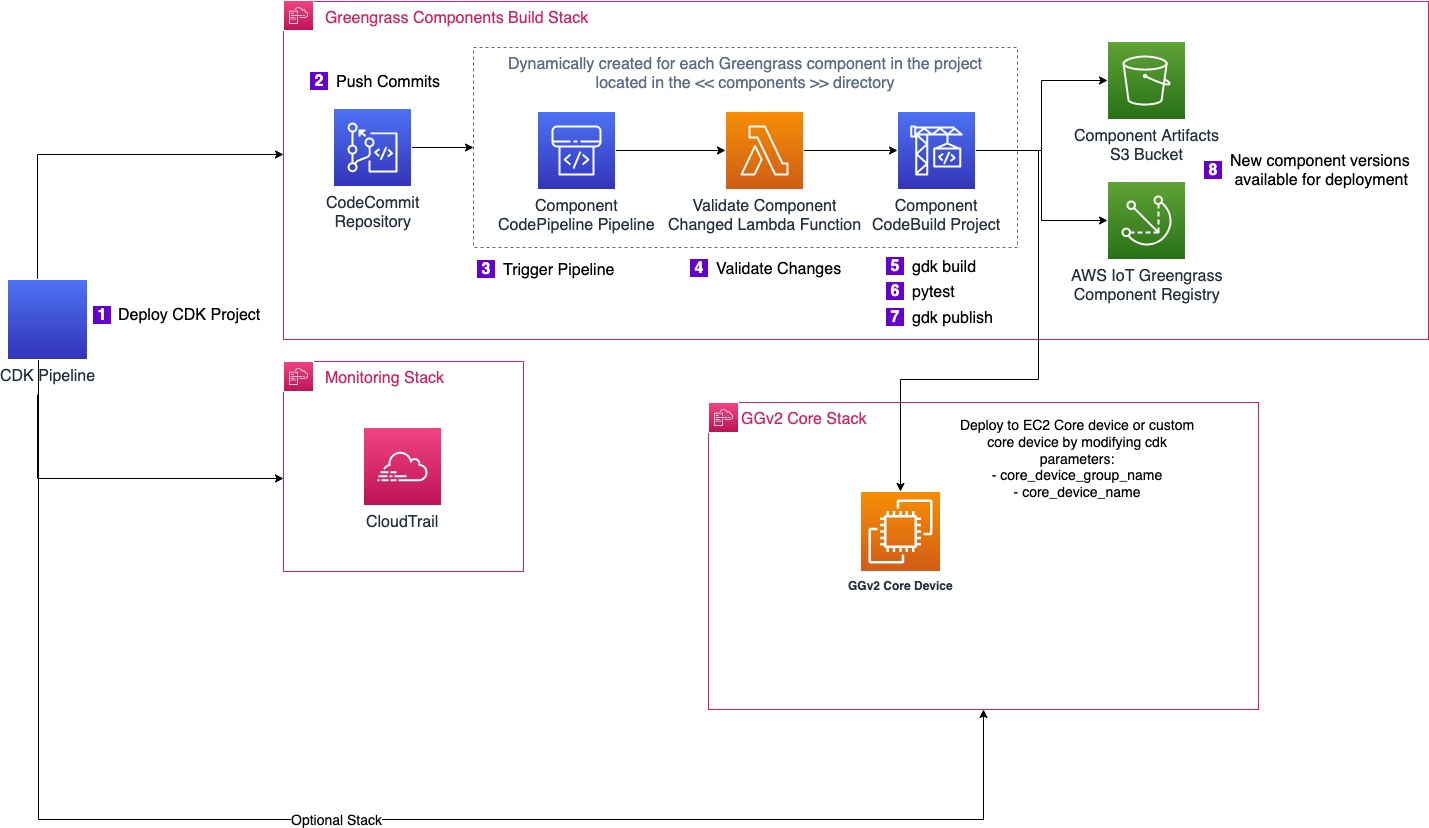 Greengrass Components Build Stack
2 Push Commits
Dynamically created for each Greengrass component in the project
located in the << components >> directory
CodeCommit
Repository
Component
CodePipeline Pipeline
Validate Component
Changed Lambda Function
Component
CodeBuild Project
Component Artifacts
S3 Bucket
8 New component versions
available for deployment
AWS IoT Greengrass
Component Registry
3 Trigger Pipeline
4 Validate Changes
5 gdk build
6 pytest
7 gdk publish
1 Deploy CDK Project
CDK Pipeline
Monitoring Stack
CloudTrail
GGv2 Core Stack
Deploy to EC2 Core device or custom
core device by modifying cdk
parameters:
- core_device_group_name
- core_device_name
GGv2 Core Device
Optional Stack